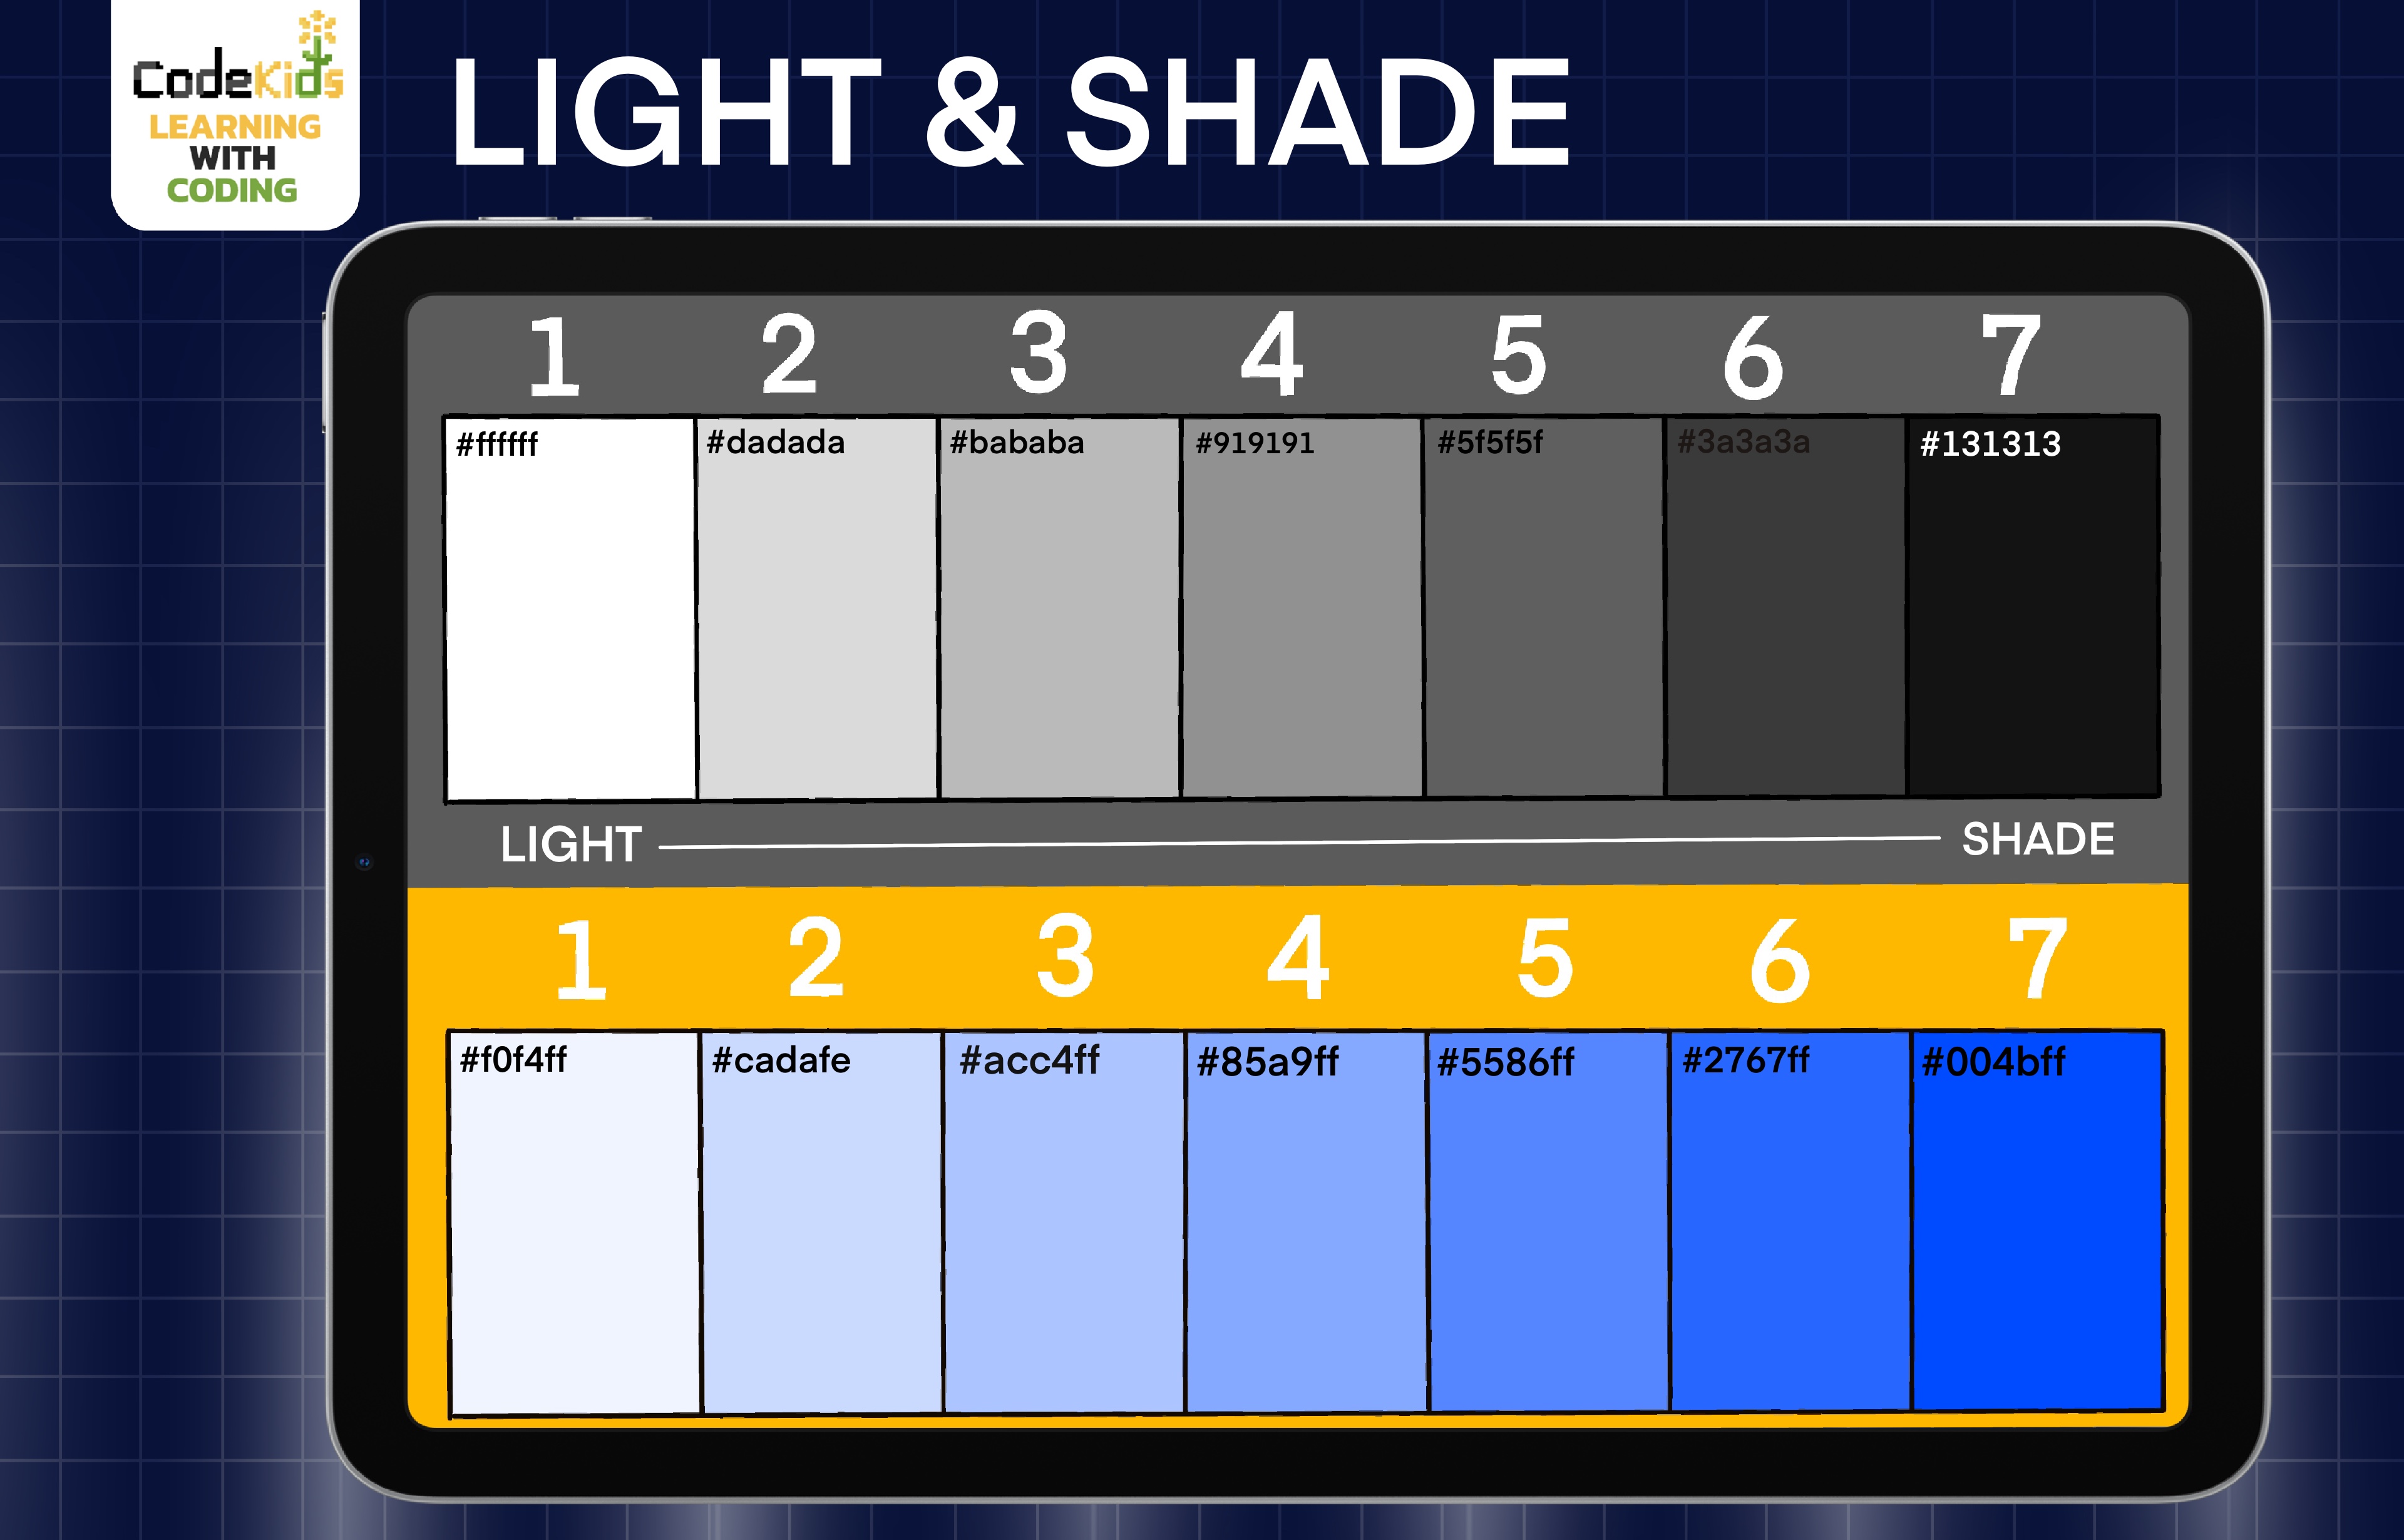 CodeKids
LEARNING
WITH
CODING
LIGHT & SHADE
1 2 3 4 5 6 7
#ffffff #dadada #bababa #919191 #5f5f5f #3a3a3a #131313
LIGHT SHADE
1 2 3 4 5 6 7
#f0f4ff #cadafe #acc4ff #85a9ff #5586ff #2767ff #004bff